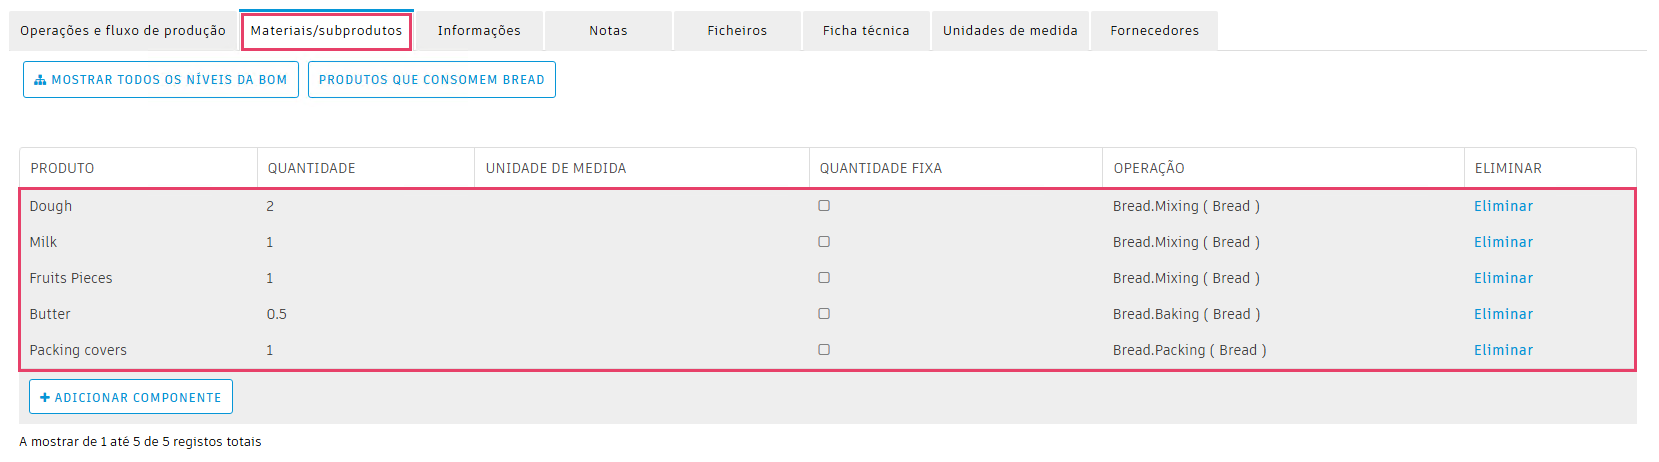 Operações e fluxo de produção Materiais/subprodutos Informações Notas Ficheiros Ficha técnica Unidades de medida Fornecedores
MOSTRAR TODOS OS NÍVEIS DA BOM PRODUTOS QUE CONSOMEM BREAD
PRODUTO QUANTIDADE UNIDADE DE MEDIDA QUANTIDADE FIXA OPERAÇÃO ELIMINAR
Dough 2 Bread.Mixing ( Bread ) Eliminar
Milk 1 Bread.Mixing ( Bread ) Eliminar
Fruits Pieces 1 Bread.Mixing ( Bread ) Eliminar
Butter 0.5 Bread.Baking ( Bread ) Eliminar
Packing covers 1 Bread.Packing ( Bread ) Eliminar
+ ADICIONAR COMPONENTE
A mostrar de 1 até 5 de 5 registos totais